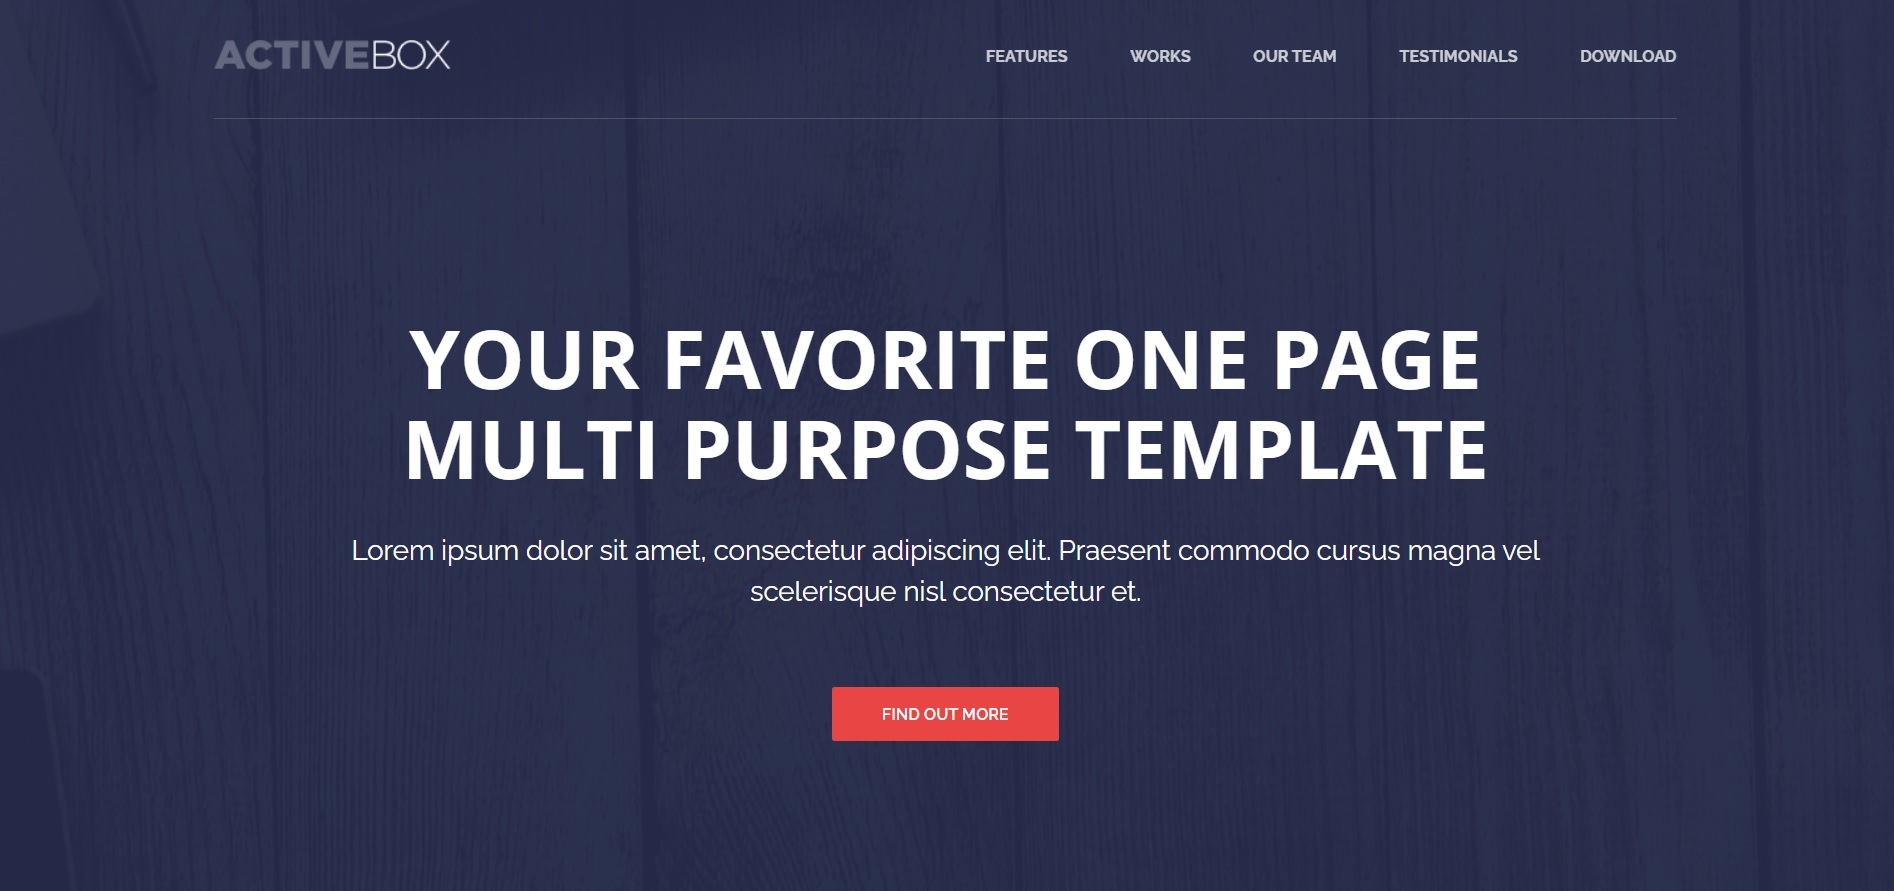 ACTIVEBOX
FEATURES WORKS OUR TEAM TESTIMONIALS DOWNLOAD
YOUR FAVORITE ONE PAGE
MULTI PURPOSE TEMPLATE
Lorem ipsum dolor sit amet, consectetur adipiscing elit. Praesent commodo cursus magna vel
scelerisque nisl consectetur et.
FIND OUT MORE